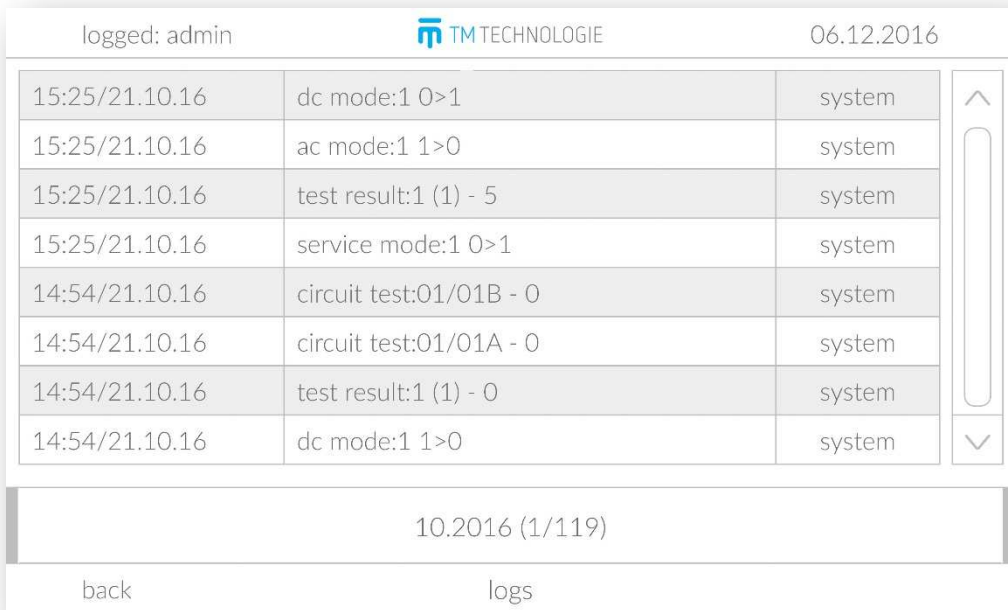 logged: admin TM TECHNOLOGIE 06.12.2016
15:25/21.10.16 dc mode:1 0>1 system
15:25/21.10.16 ac mode:1 1>0 system
15:25/21.10.16 test result:1 (1) - 5 system
15:25/21.10.16 service mode:1 0>1 system
14:54/21.10.16 circuit test:01/01B - 0 system
14:54/21.10.16 circuit test:01/01A - 0 system
14:54/21.10.16 test result:1 (1) - 0 system
14:54/21.10.16 dc mode:1 1>0 system
10.2016 (1/119)
back logs